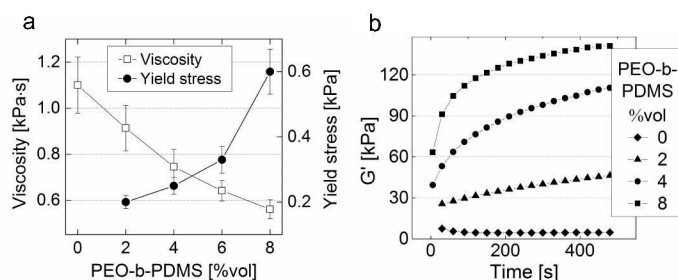 a
Viscosity
Yield stress
1.2
1.0
0.8
0.6
Viscosity [kPa·s]
0.6
0.4
0.2
Yield stress [kPa]
0 2 4 6 8
PEO-b-PDMS [%vol]
b
120
90
60
30
0
G' [kPa]
0 200 400
Time [s]
PEO-b-
PDMS
%vol
0
2
4
8